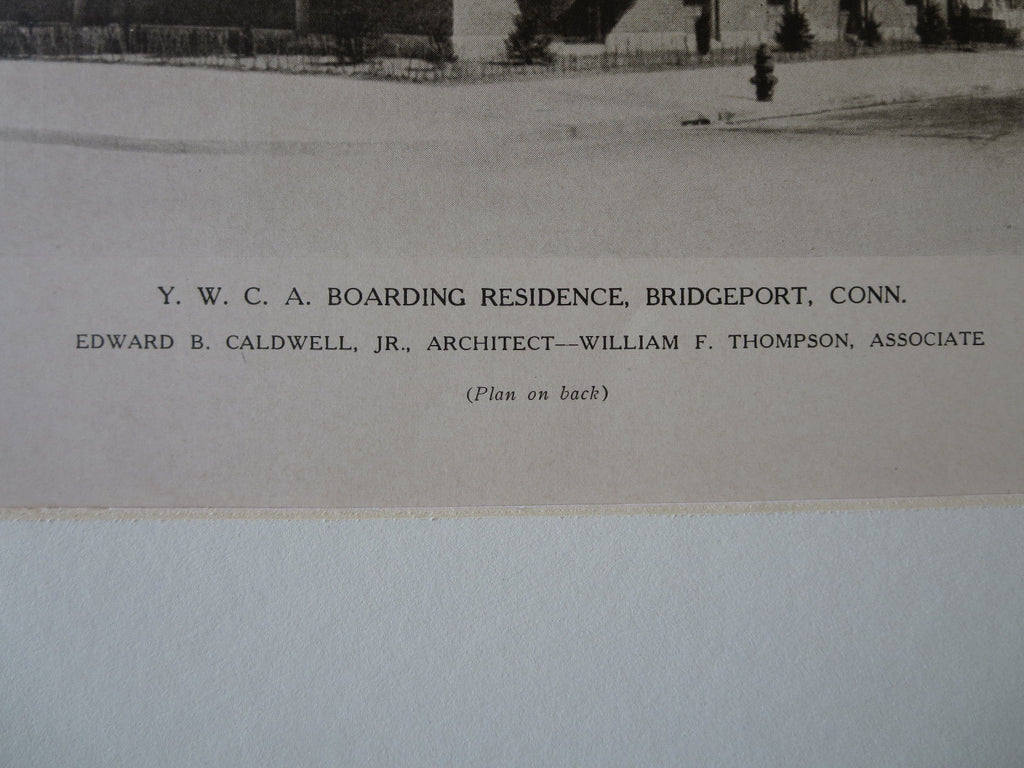 Y. W. C. A. BOARDING RESIDENCE, BRIDGEPORT, CONN.
EDWARD B. CALDWELL, JR., ARCHITECT--WILLIAM F. THOMPSON, ASSOCIATE
(Plan on back)